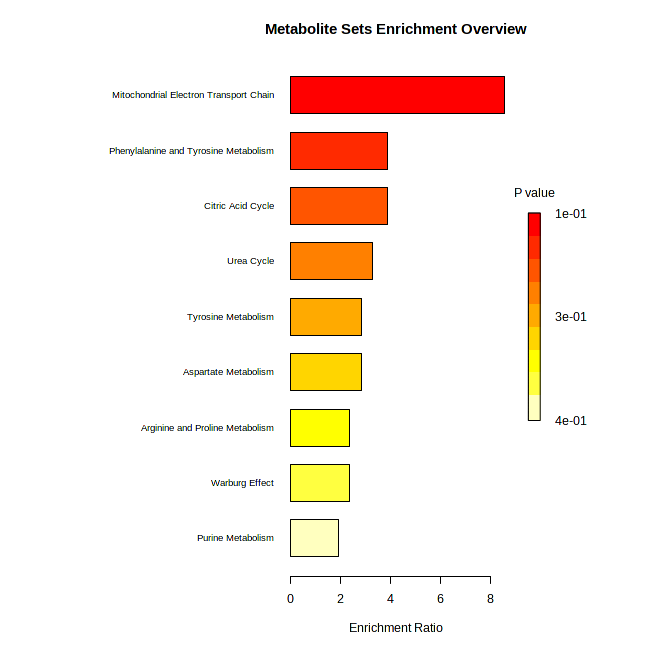 Metabolite Sets Enrichment Overview
Mitochondrial Electron Transport Chain
Phenylalanine and Tyrosine Metabolism
Citric Acid Cycle
Urea Cycle
Tyrosine Metabolism
Aspartate Metabolism
Arginine and Proline Metabolism
Warburg Effect
Purine Metabolism
P value
1e-01
3e-01
4e-01
0 2 4 6 8
Enrichment Ratio